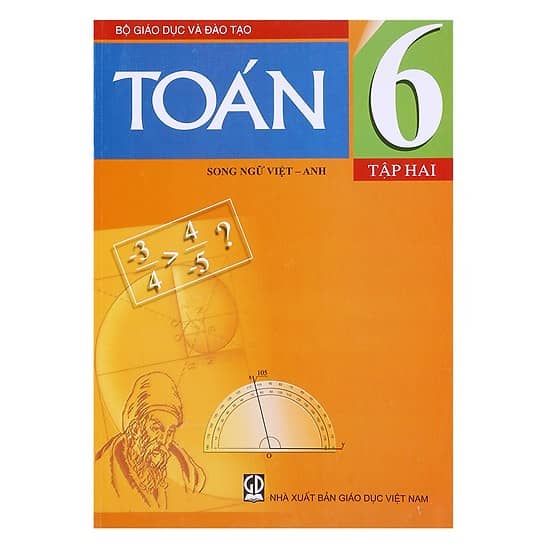 BỘ GIÁO DỤC VÀ ĐÀO TẠO
TOÁN 6
SONG NGỮ VIỆT – ANH
TẬP HAI
-3/4 > 4/-5 ?
105
O
y
GD
NHÀ XUẤT BẢN GIÁO DỤC VIỆT NAM